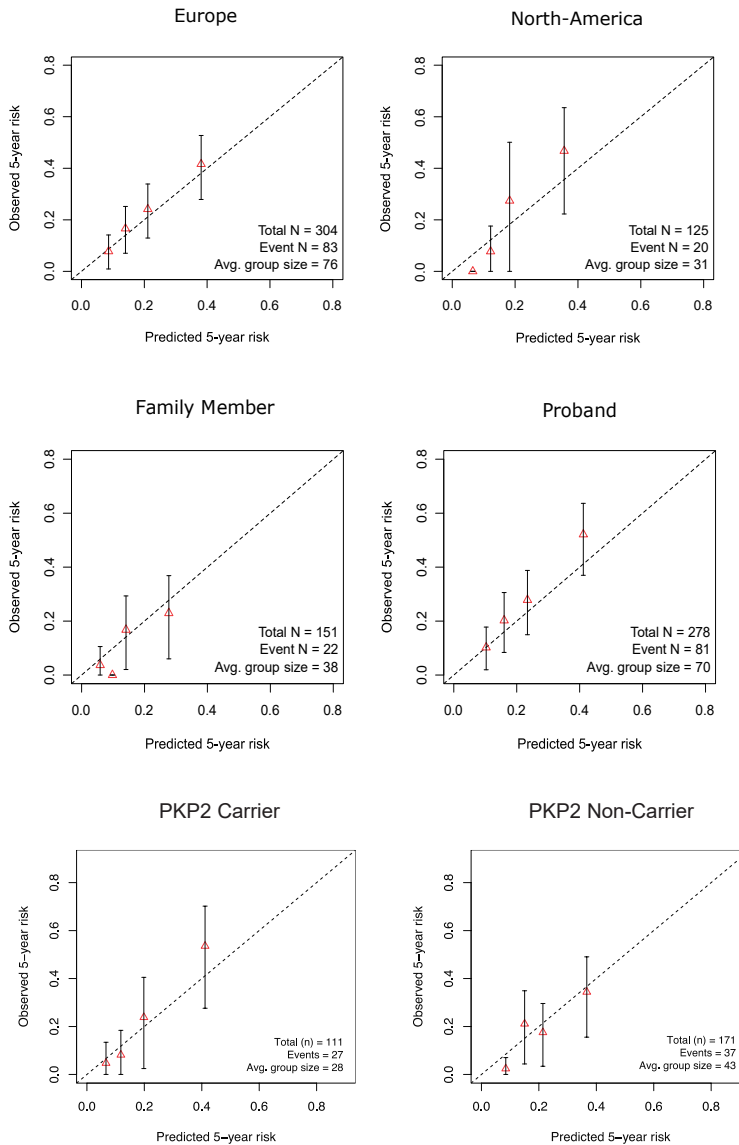 Europe
Observed 5-year risk
0.0 0.2 0.4 0.6 0.8
Total N = 304
Event N = 83
Avg. group size = 76
0.0 0.2 0.4 0.6 0.8
Predicted 5-year risk
North-America
Observed 5-year risk
0.0 0.2 0.4 0.6 0.8
Total N = 125
Event N = 20
Avg. group size = 31
0.0 0.2 0.4 0.6 0.8
Predicted 5-year risk
Family Member
Observed 5-year risk
0.0 0.2 0.4 0.6 0.8
Total N = 151
Event N = 22
Avg. group size = 38
0.0 0.2 0.4 0.6 0.8
Predicted 5-year risk
Proband
Observed 5-year risk
0.0 0.2 0.4 0.6 0.8
Total N = 278
Event N = 81
Avg. group size = 70
0.0 0.2 0.4 0.6 0.8
Predicted 5-year risk
PKP2 Carrier
Observed 5-year risk
0.0 0.2 0.4 0.6 0.8
Total (n) = 111
Events = 27
Avg. group size = 28
0.0 0.2 0.4 0.6 0.8
Predicted 5-year risk
PKP2 Non-Carrier
Observed 5-year risk
0.0 0.2 0.4 0.6 0.8
Total (n) = 171
Events = 37
Avg. group size = 43
0.0 0.2 0.4 0.6 0.8
Predicted 5-year risk